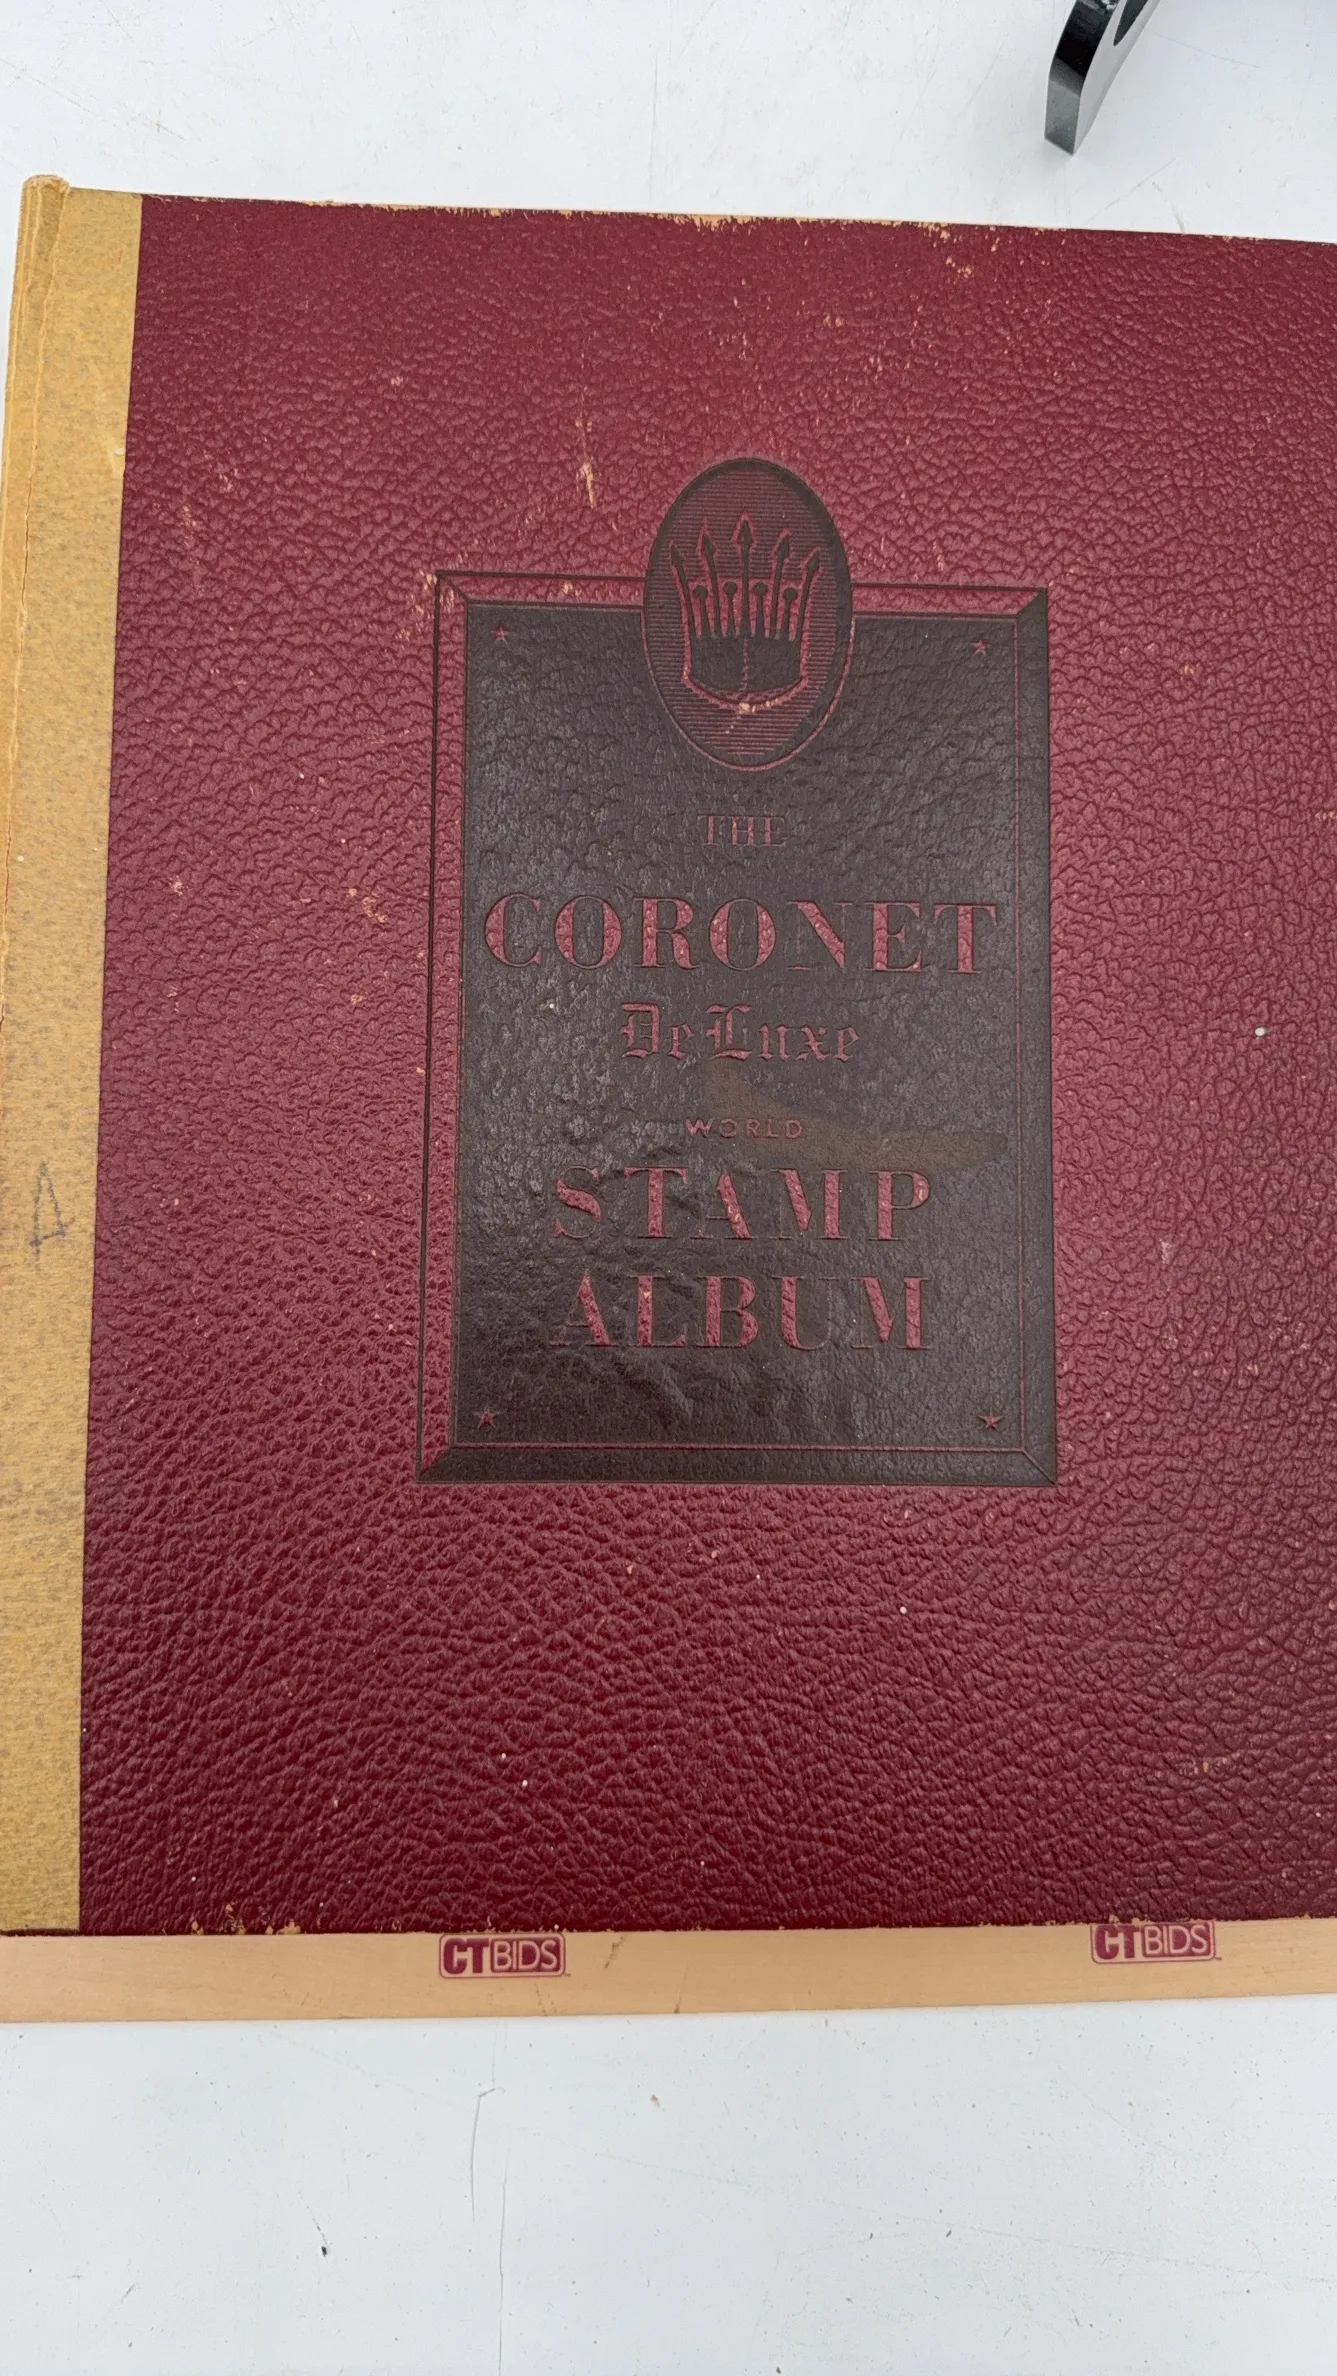 THE
CORONET
De Luxe
WORLD
STAMP
ALBUM
A
CTBIDS
CTBIDS